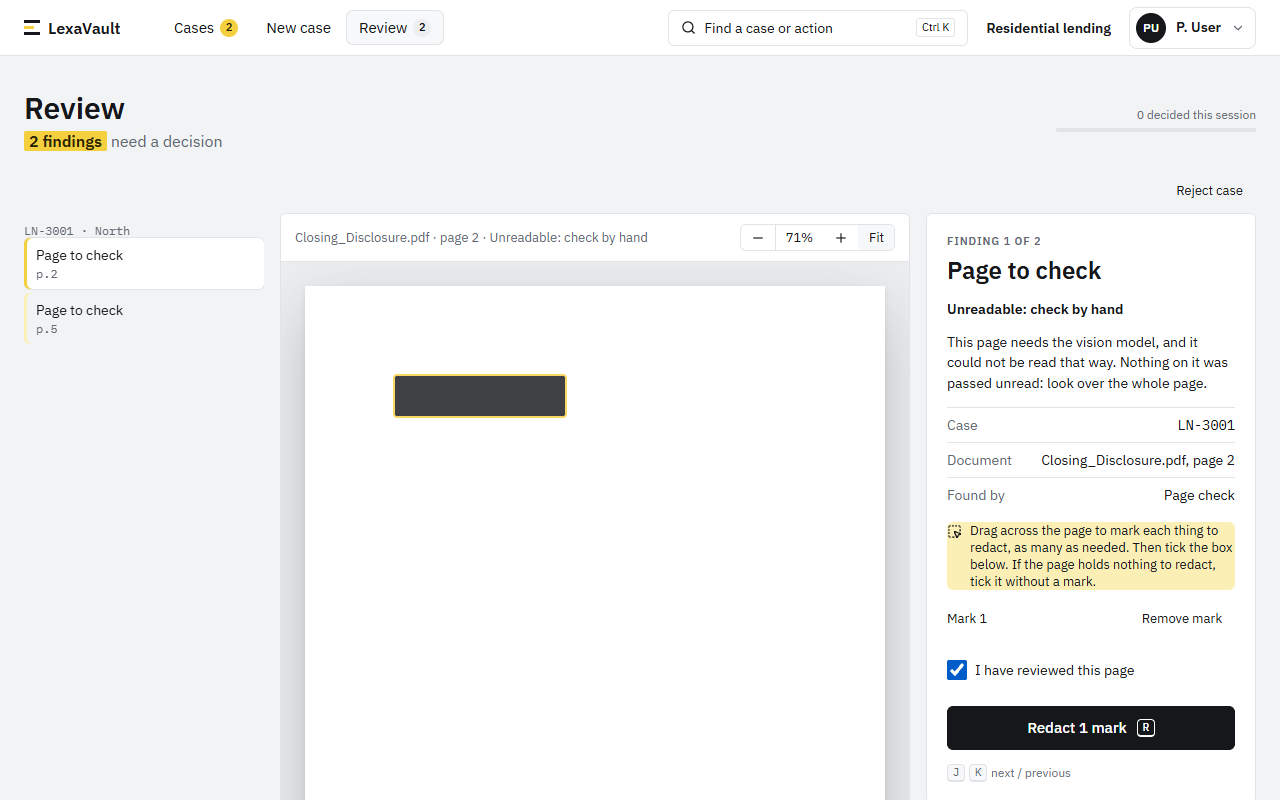 LexaVault
Cases 2
New case
Review 2
Find a case or action
Ctrl K
Residential lending
PU
P. User
Review
2 findings need a decision
0 decided this session
Reject case
LN-3001 · North
Page to check
p.2
Page to check
p.5
Closing_Disclosure.pdf · page 2 · Unreadable: check by hand
71%
Fit
FINDING 1 OF 2
Page to check
Unreadable: check by hand
This page needs the vision model, and it
could not be read that way. Nothing on it was
passed unread: look over the whole page.
Case LN-3001
Document Closing_Disclosure.pdf, page 2
Found by Page check
Drag across the page to mark each thing to
redact, as many as needed. Then tick the box
below. If the page holds nothing to redact,
tick it without a mark.
Mark 1 Remove mark
I have reviewed this page
Redact 1 mark R
J K next / previous